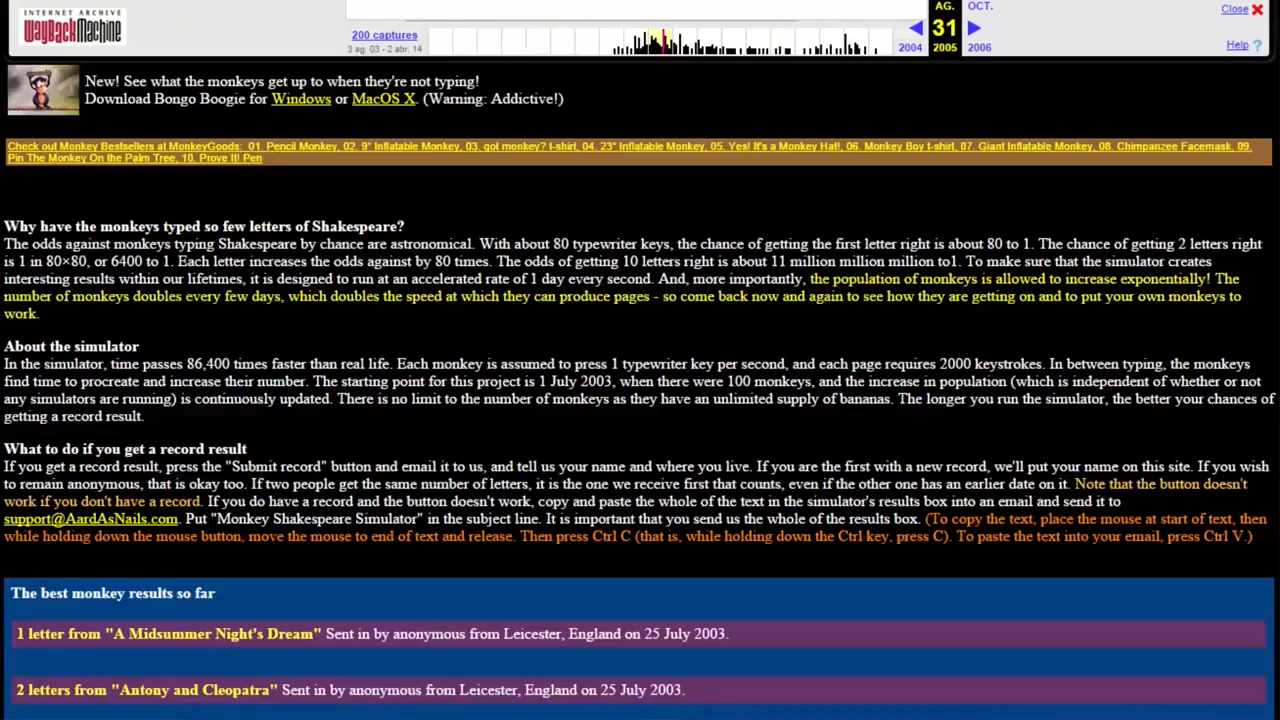 INTERNET ARCHIVE
WayBackMachine
200 captures
3 ag. 03 - 2 abr. 14
AG.
OCT.
31
2004
2005
2006
Close
Help ?
New! See what the monkeys get up to when they're not typing!
Download Bongo Boogie for Windows or MacOS X. (Warning: Addictive!)
Check out Monkey Bestsellers at MonkeyGoods: 01. Pencil Monkey, 02. 9" Inflatable Monkey, 03. got monkey? t-shirt, 04. 23" Inflatable Monkey, 05. Yes! It's a Monkey Hat!, 06. Monkey Boy t-shirt, 07. Giant Inflatable Monkey, 08. Chimpanzee Facemask, 09.
Pin The Monkey On the Palm Tree, 10. Prove It! Pen
Why have the monkeys typed so few letters of Shakespeare?
The odds against monkeys typing Shakespeare by chance are astronomical. With about 80 typewriter keys, the chance of getting the first letter right is about 80 to 1. The chance of getting 2 letters right
is 1 in 80×80, or 6400 to 1. Each letter increases the odds against by 80 times. The odds of getting 10 letters right is about 11 million million million to1. To make sure that the simulator creates
interesting results within our lifetimes, it is designed to run at an accelerated rate of 1 day every second. And, more importantly, the population of monkeys is allowed to increase exponentially! The
number of monkeys doubles every few days, which doubles the speed at which they can produce pages - so come back now and again to see how they are getting on and to put your own monkeys to
work.
About the simulator
In the simulator, time passes 86,400 times faster than real life. Each monkey is assumed to press 1 typewriter key per second, and each page requires 2000 keystrokes. In between typing, the monkeys
find time to procreate and increase their number. The starting point for this project is 1 July 2003, when there were 100 monkeys, and the increase in population (which is independent of whether or not
any simulators are running) is continuously updated. There is no limit to the number of monkeys as they have an unlimited supply of bananas. The longer you run the simulator, the better your chances of
getting a record result.
What to do if you get a record result
If you get a record result, press the "Submit record" button and email it to us, and tell us your name and where you live. If you are the first with a new record, we'll put your name on this site. If you wish
to remain anonymous, that is okay too. If two people get the same number of letters, it is the one we receive first that counts, even if the other one has an earlier date on it. Note that the button doesn't
work if you don't have a record. If you do have a record and the button doesn't work, copy and paste the whole of the text in the simulator's results box into an email and send it to
support@AardAsNails.com. Put "Monkey Shakespeare Simulator" in the subject line. It is important that you send us the whole of the results box. (To copy the text, place the mouse at start of text, then
while holding down the mouse button, move the mouse to end of text and release. Then press Ctrl C (that is, while holding down the Ctrl key, press C). To paste the text into your email, press Ctrl V.)
The best monkey results so far
1 letter from "A Midsummer Night's Dream" Sent in by anonymous from Leicester, England on 25 July 2003.
2 letters from "Antony and Cleopatra" Sent in by anonymous from Leicester, England on 25 July 2003.